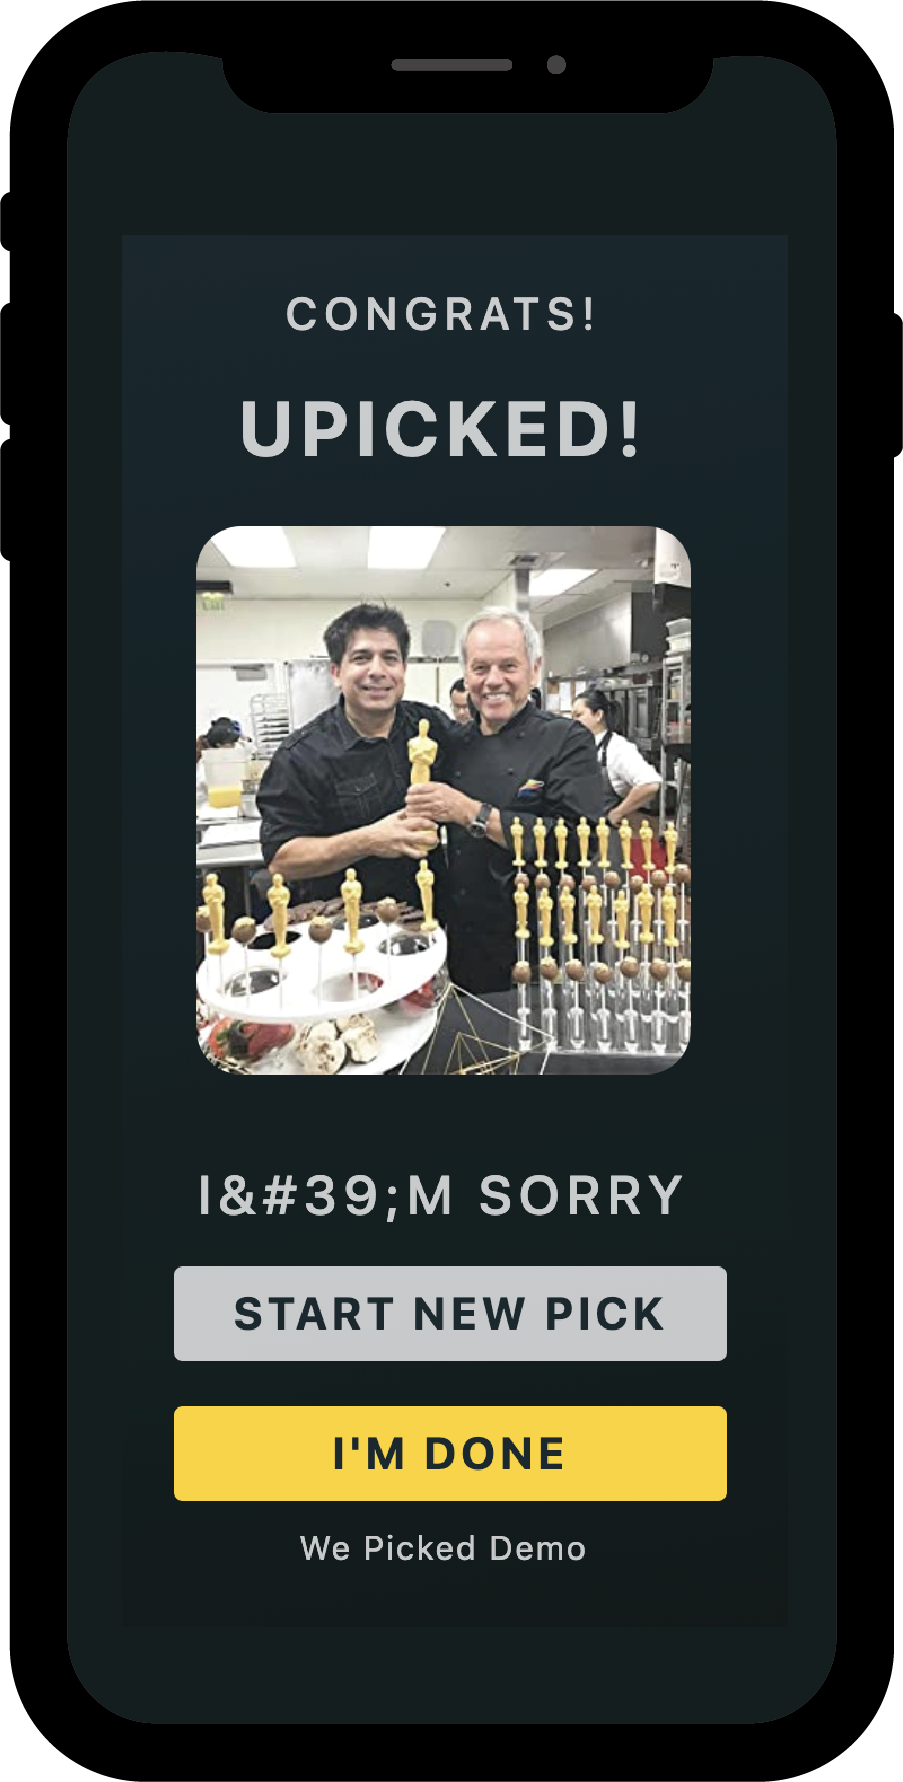 CONGRATS!
UPICKED!
I&#39;M SORRY
START NEW PICK
I'M DONE
We Picked Demo